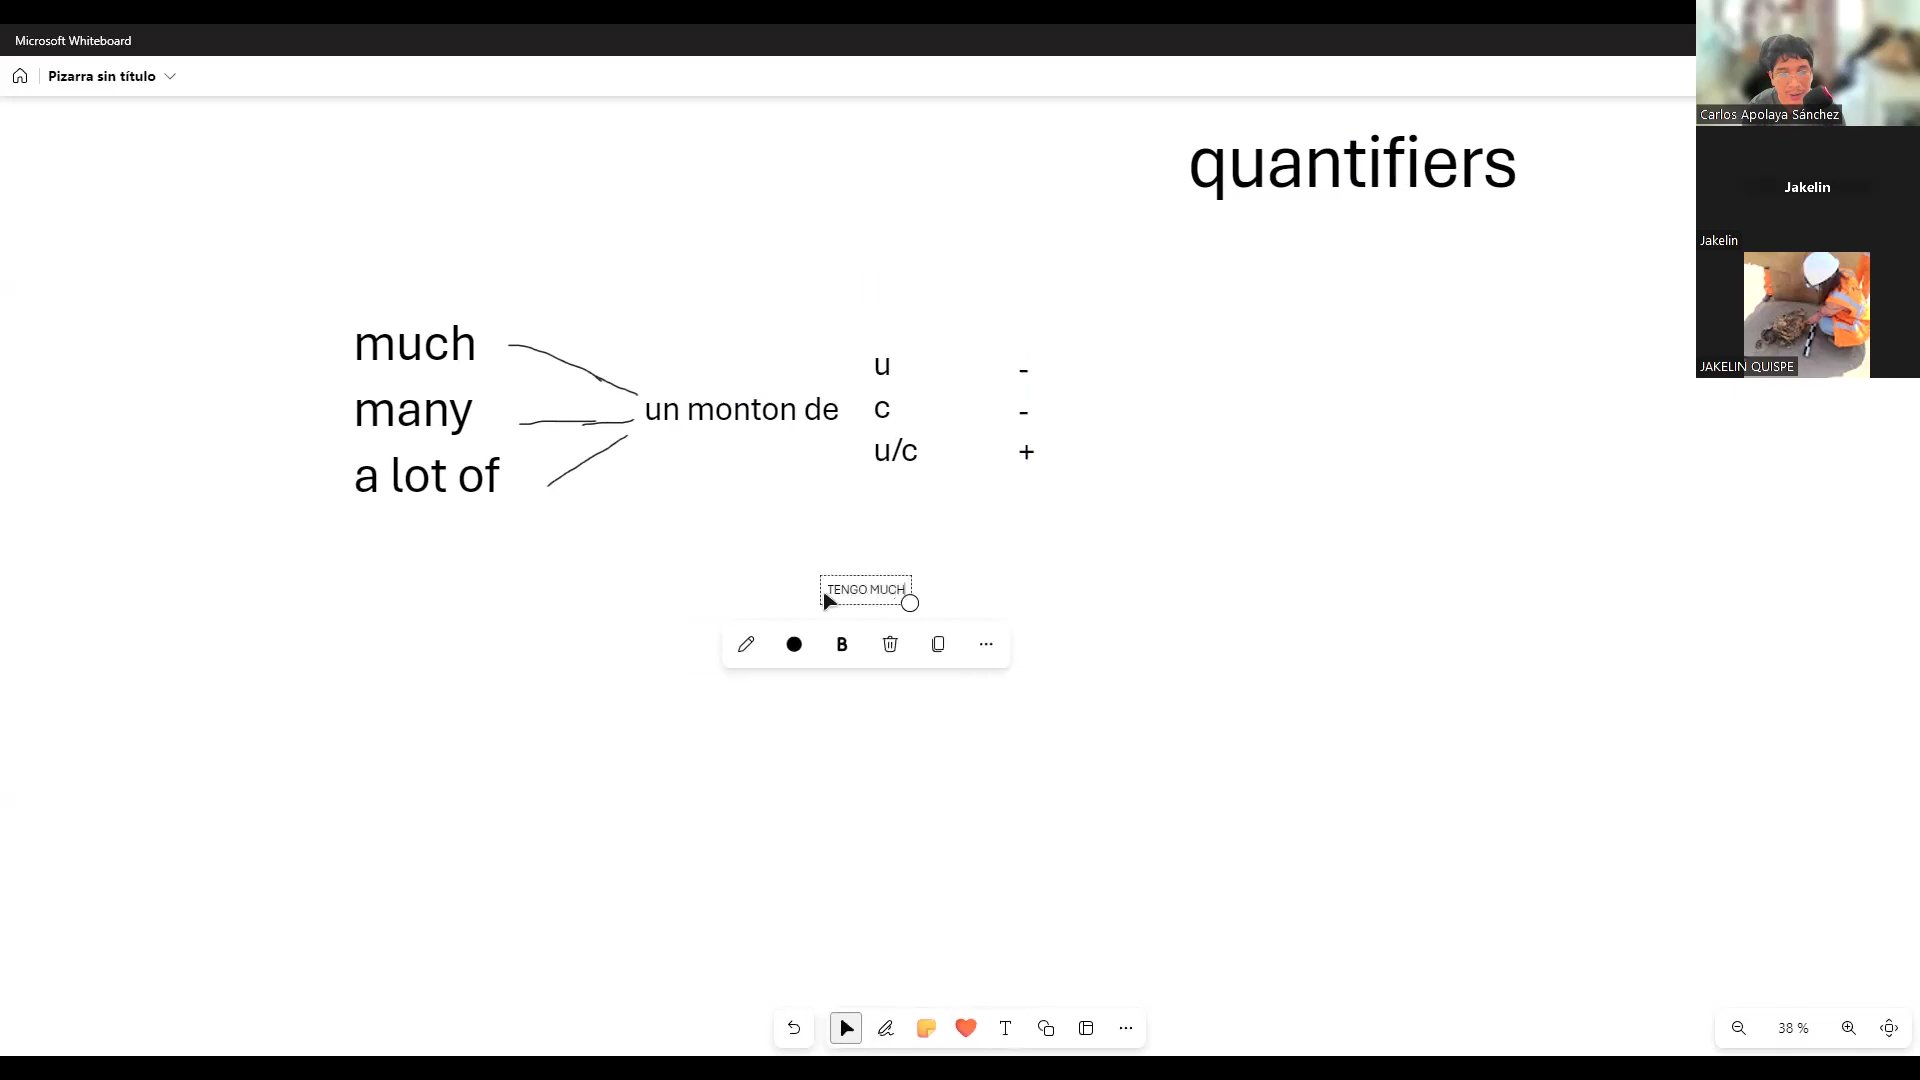 Microsoft Whiteboard
Pizarra sin título
quantifiers
much
many
a lot of
un monton de
u -
c -
u/c +
TENGO MUCH
B
T
38 %
Carlos Apolaya Sánchez
Jakelin
Jakelin
JAKELIN QUISPE